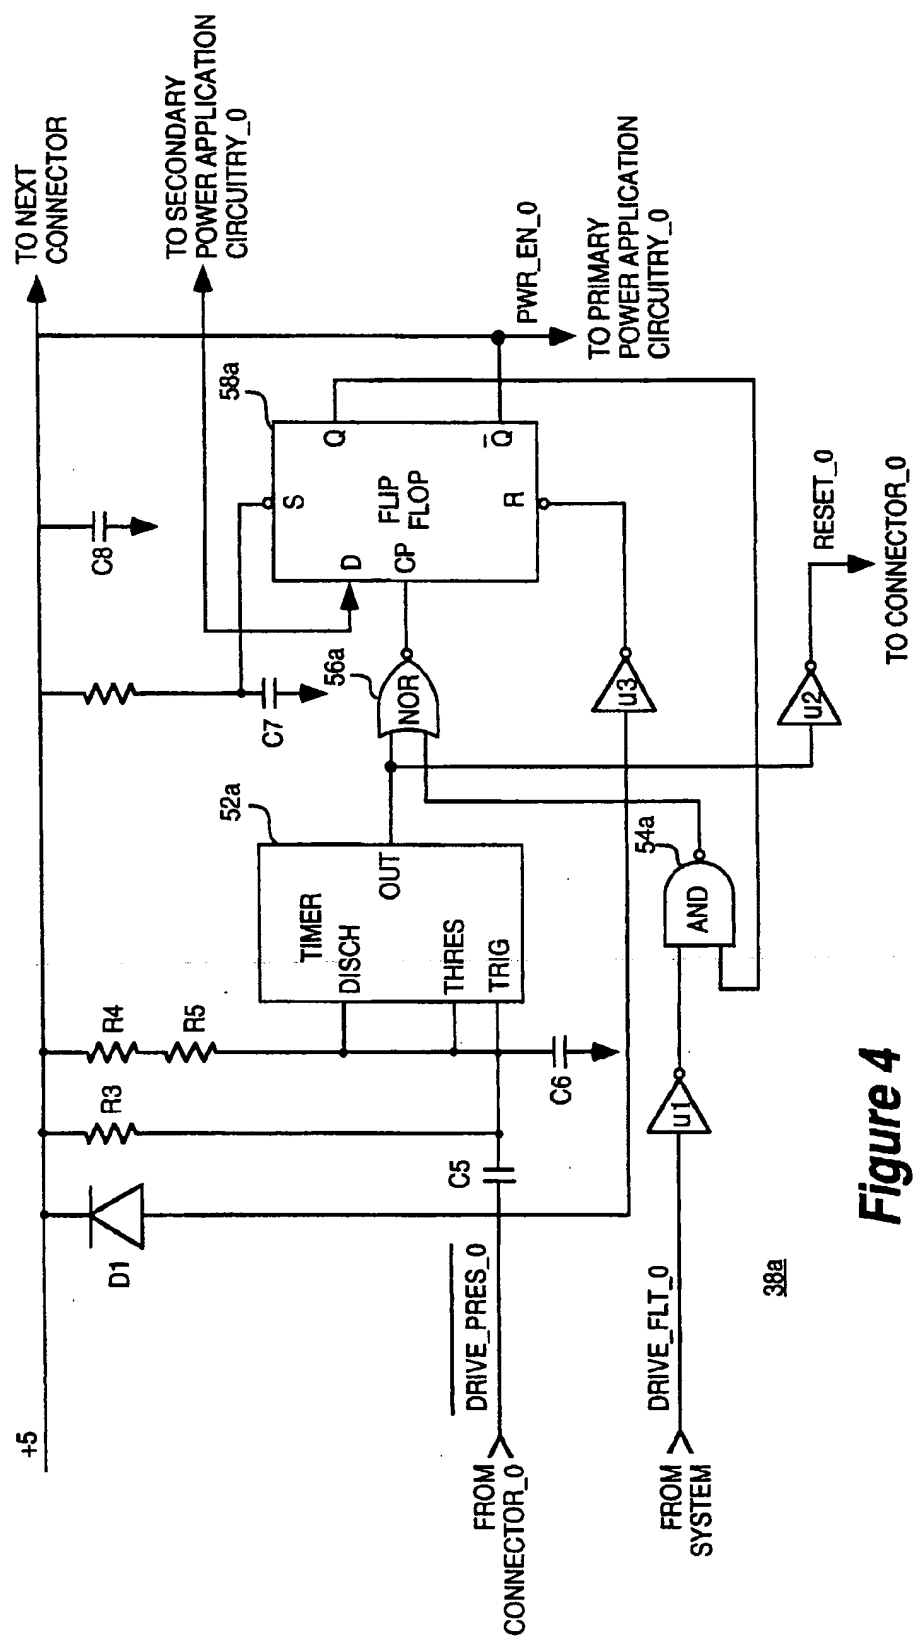 +5
TO NEXT
CONNECTOR
TO SECONDARY
POWER APPLICATION
CIRCUITRY_0
D1
R3
R4
R5
C7
C8
52a
TIMER
DISCH
THRES
TRIG
OUT
56a
NOR
58a
S
D
CP
FLIP
FLOP
Q
Q̅
R
PWR_EN_0
TO PRIMARY
POWER APPLICATION
CIRCUITRY_0
C5
C6
DRIVE_PRES_0
FROM
CONNECTOR_0
u3
DRIVE_FLT_0
FROM
SYSTEM
u1
54a
AND
u2
RESET_0
TO CONNECTOR_0
38a
Figure 4